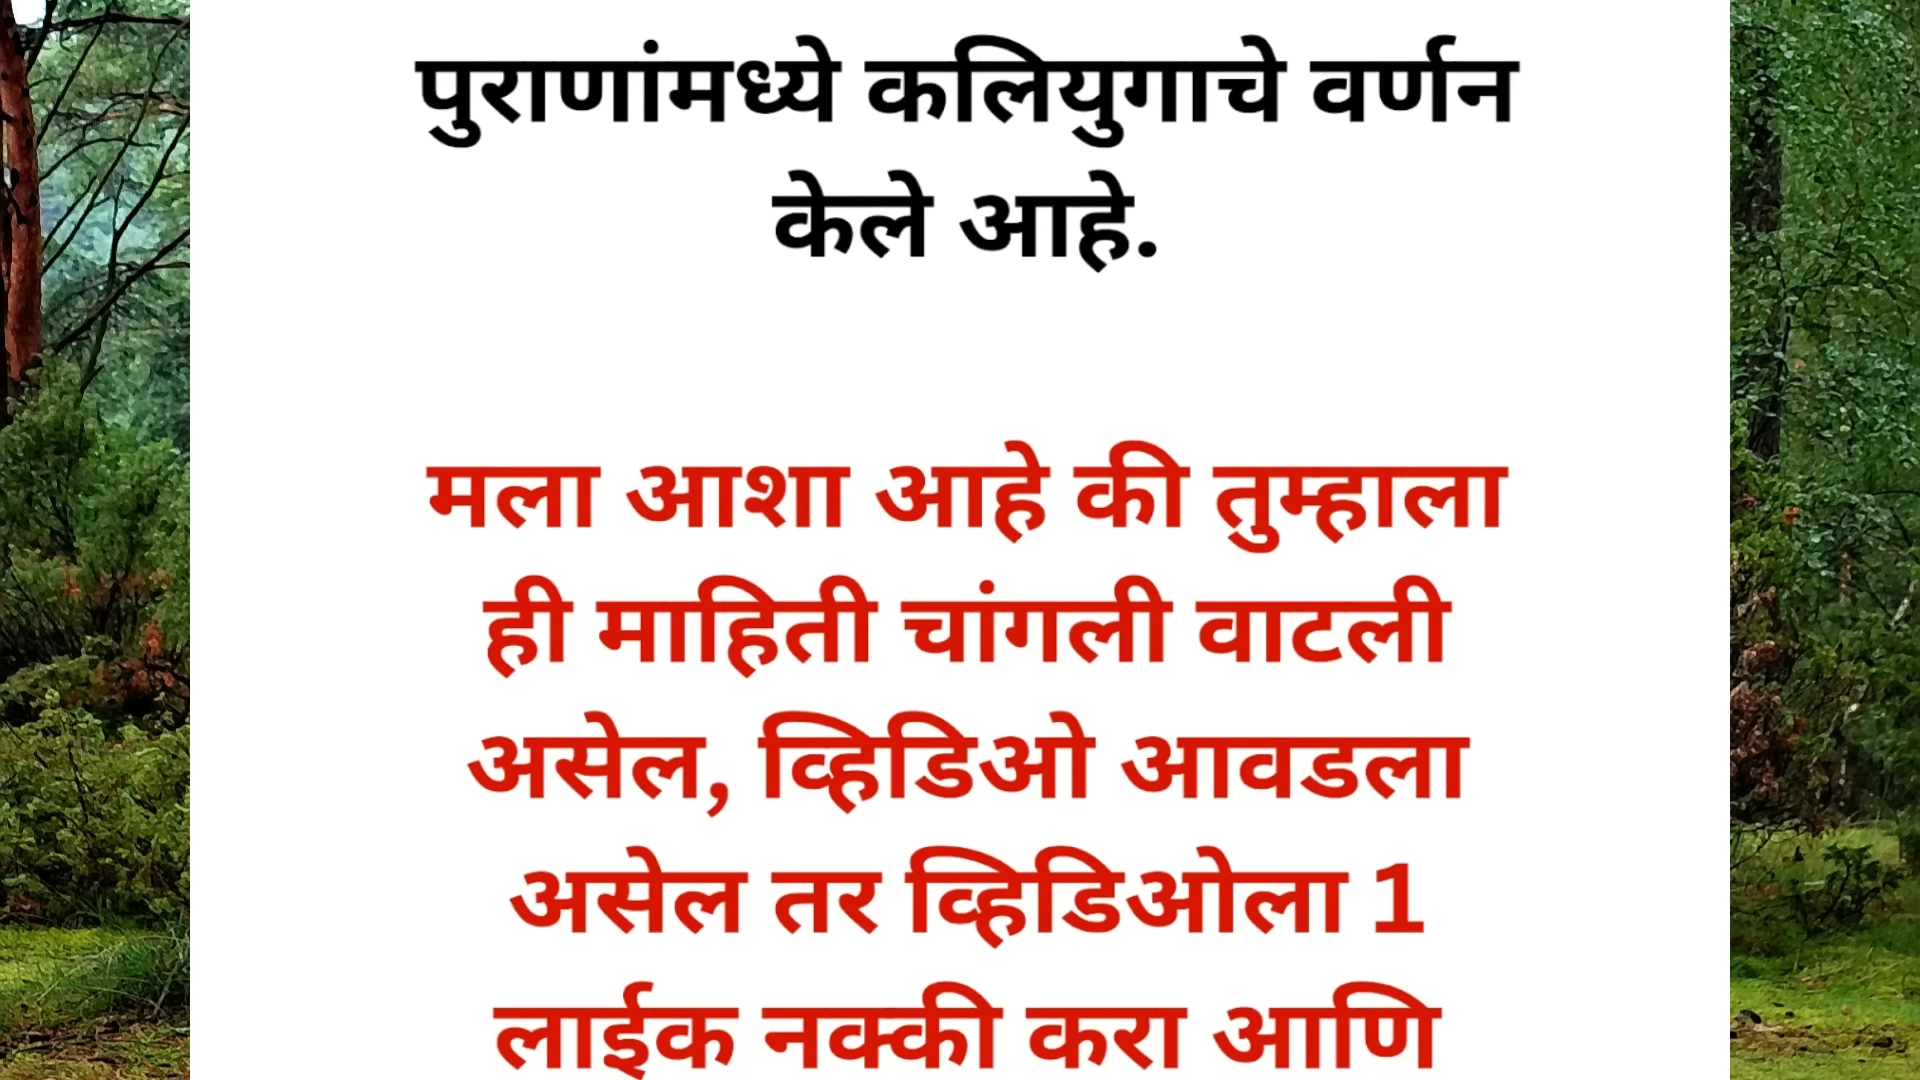 पुराणांमध्ये कलियुगाचे वर्णन
केले आहे.
मला आशा आहे की तुम्हाला
ही माहिती चांगली वाटली
असेल, व्हिडिओ आवडला
असेल तर व्हिडिओला 1
लाईक नक्की करा आणि